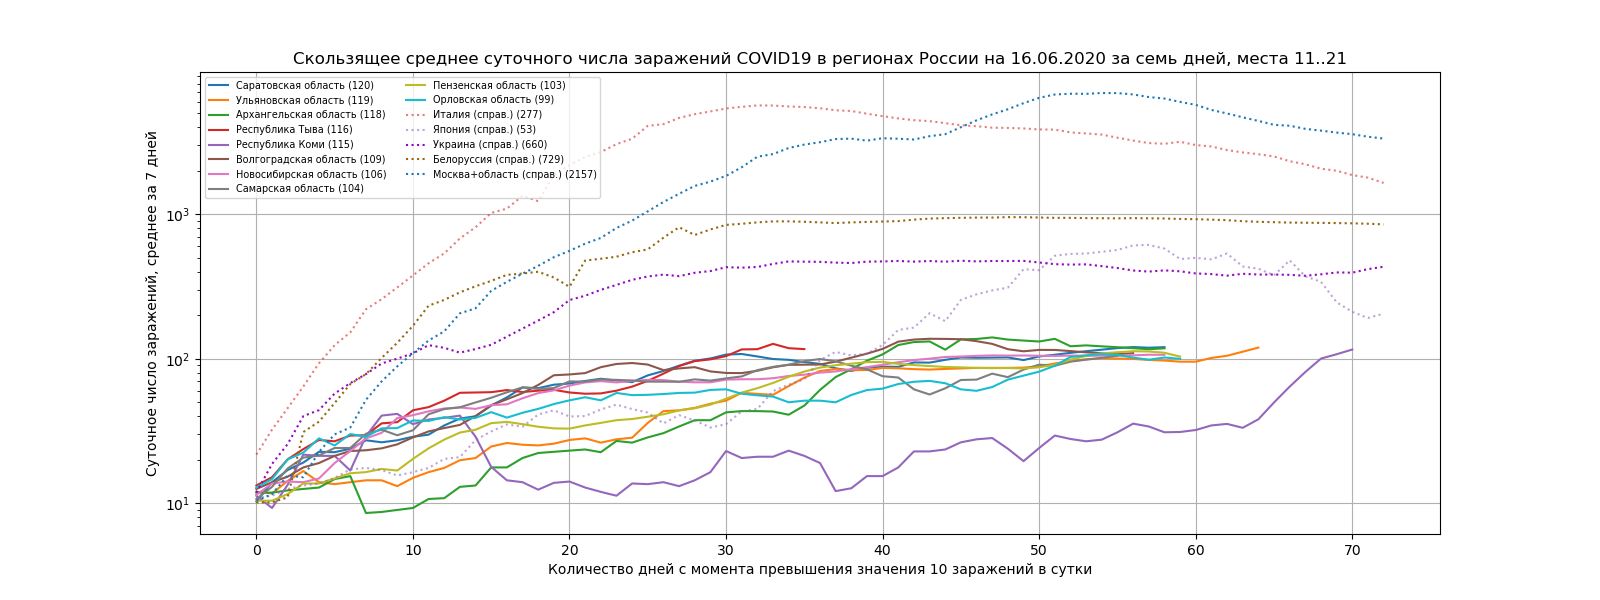 Скользящее среднее суточного числа заражений COVID19 в регионах России на 16.06.2020 за семь дней, места 11..21
Саратовская область (120)
Ульяновская область (119)
Архангельская область (118)
Республика Тыва (116)
Республика Коми (115)
Волгоградская область (109)
Новосибирская область (106)
Самарская область (104)
Пензенская область (103)
Орловская область (99)
Италия (справ.) (277)
Япония (справ.) (53)
Украина (справ.) (660)
Белоруссия (справ.) (729)
Москва+область (справ.) (2157)
Суточное число заражений, среднее за 7 дней
10³
10²
10¹
0 10 20 30 40 50 60 70
Количество дней с момента превышения значения 10 заражений в сутки